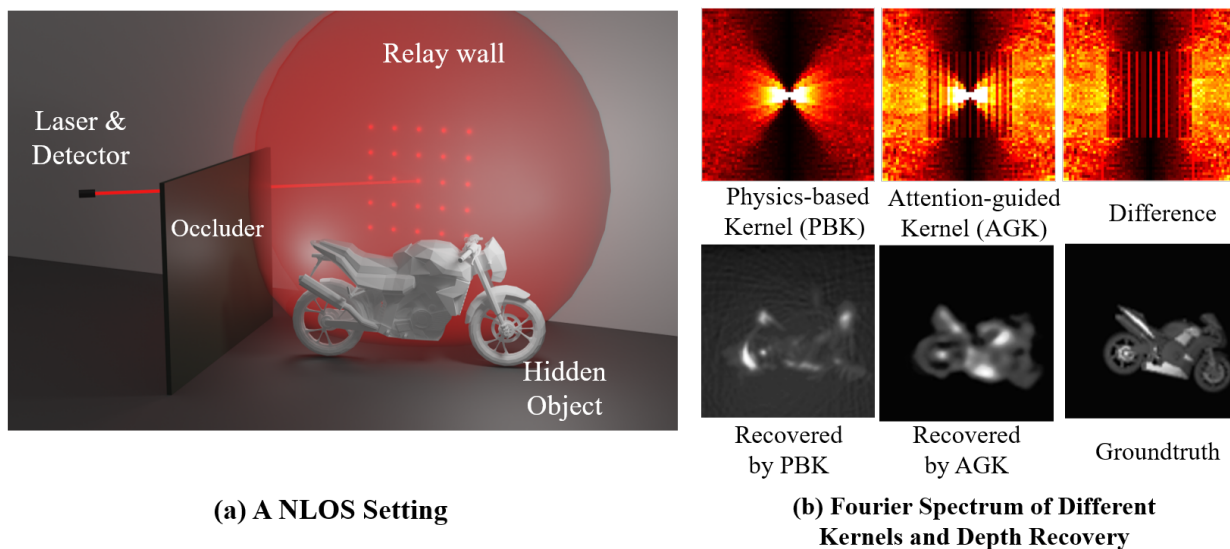 Relay wall
Laser &
Detector
Occluder
Hidden
Object
(a) A NLOS Setting
Physics-based
Kernel (PBK)
Attention-guided
Kernel (AGK)
Difference
Recovered
by PBK
Recovered
by AGK
Groundtruth
(b) Fourier Spectrum of Different
Kernels and Depth Recovery